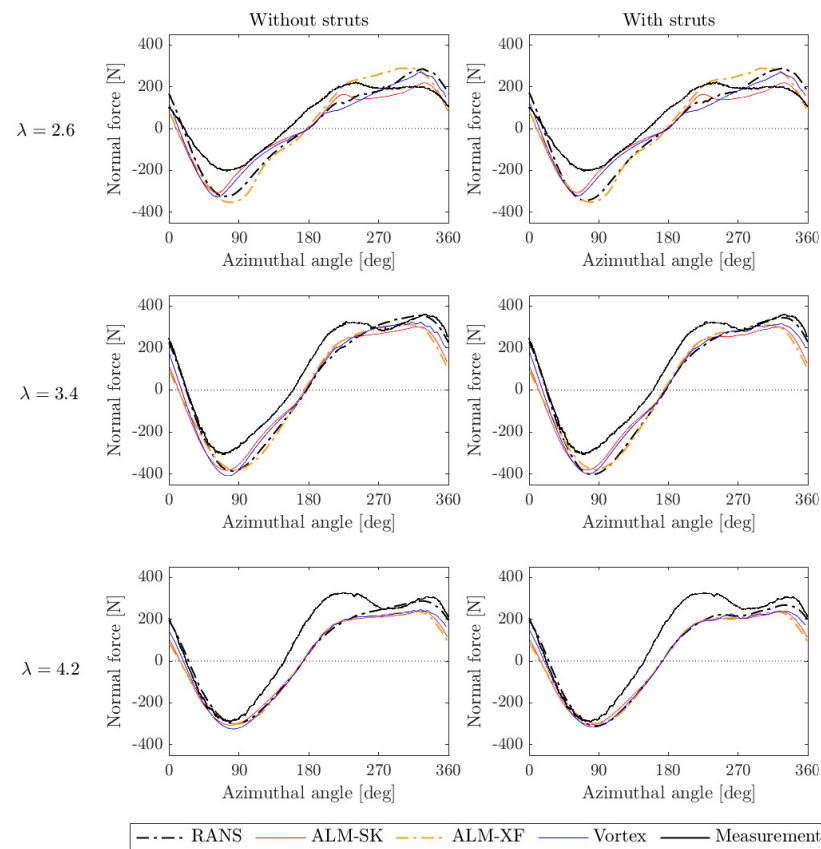 Without struts
With struts
λ = 2.6
Normal force [N]
400
200
0
-200
-400
0 90 180 270 360
Azimuthal angle [deg]
Normal force [N]
400
200
0
-200
-400
0 90 180 270 360
Azimuthal angle [deg]
λ = 3.4
Normal force [N]
400
200
0
-200
-400
0 90 180 270 360
Azimuthal angle [deg]
Normal force [N]
400
200
0
-200
-400
0 90 180 270 360
Azimuthal angle [deg]
λ = 4.2
Normal force [N]
400
200
0
-200
-400
0 90 180 270 360
Azimuthal angle [deg]
Normal force [N]
400
200
0
-200
-400
0 90 180 270 360
Azimuthal angle [deg]
RANS ALM-SK ALM-XF Vortex Measurement